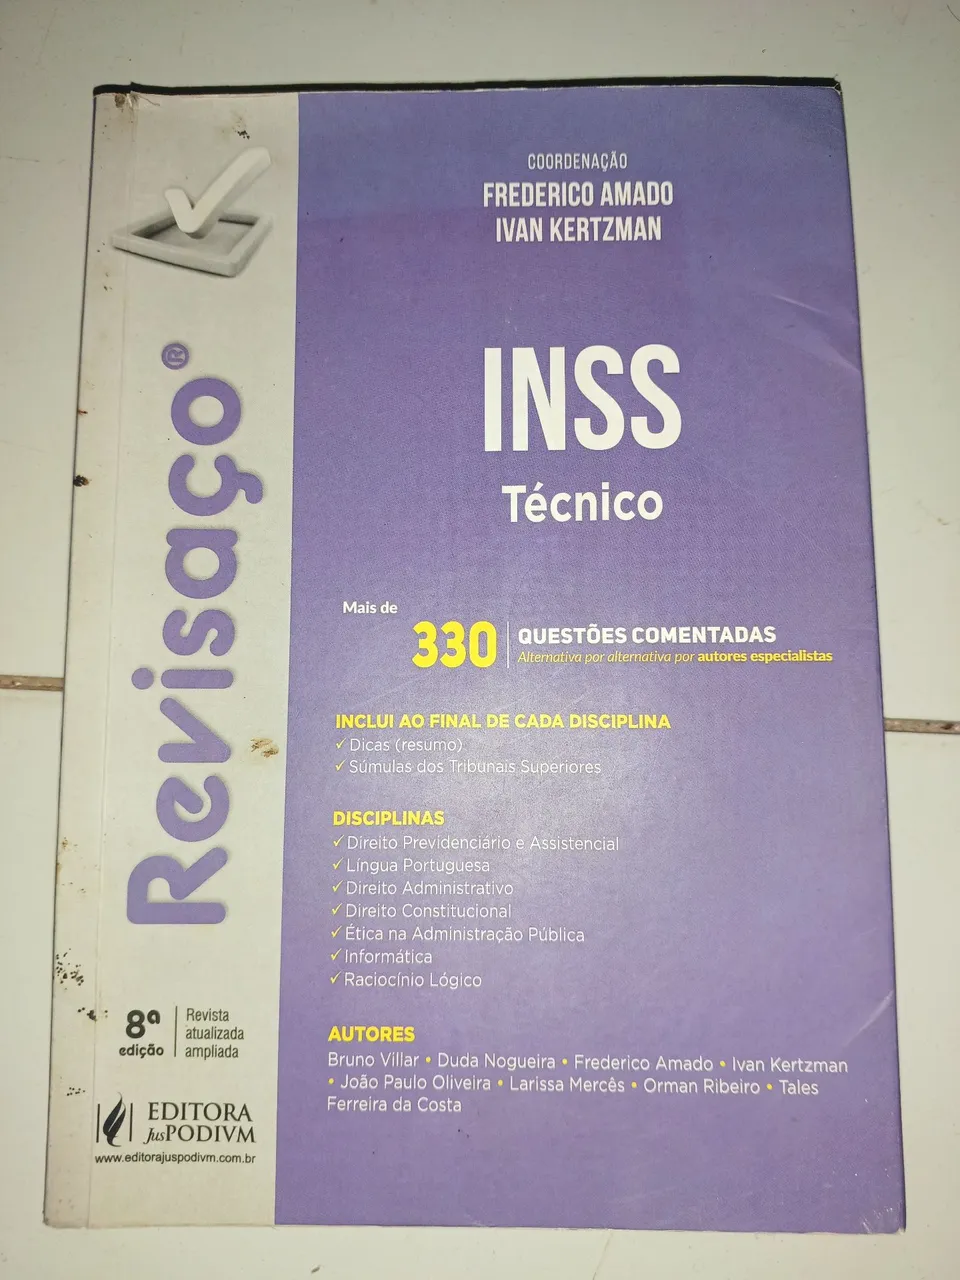 COORDENAÇÃO
FREDERICO AMADO
IVAN KERTZMAN
INSS
Técnico
Revisaço®
Mais de
330
QUESTÕES COMENTADAS
Alternativa por alternativa por autores especialistas
INCLUI AO FINAL DE CADA DISCIPLINA
✓ Dicas (resumo)
✓ Súmulas dos Tribunais Superiores
DISCIPLINAS
✓ Direito Previdenciário e Assistencial
✓ Língua Portuguesa
✓ Direito Administrativo
✓ Direito Constitucional
✓ Ética na Administração Pública
✓ Informática
✓ Raciocínio Lógico
AUTORES
Bruno Villar • Duda Nogueira • Frederico Amado • Ivan Kertzman
• João Paulo Oliveira • Larissa Mercês • Orman Ribeiro • Tales
Ferreira da Costa
8ª
edição
Revista
atualizada
ampliada
EDITORA
JusPODIVM
www.editorajuspodivm.com.br